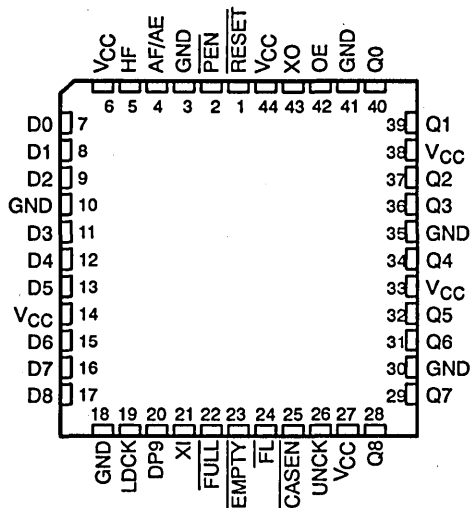 VCC HF AF/AE GND PEN RESET VCC XO OE GND Q0
6 5 4 3 2 1 44 43 42 41 40
D0 7 39 Q1
D1 8 38 VCC
D2 9 37 Q2
GND 10 36 Q3
D3 11 35 GND
D4 12 34 Q4
D5 13 33 VCC
VCC 14 32 Q5
D6 15 31 Q6
D7 16 30 GND
D8 17 29 Q7
18 19 20 21 22 23 24 25 26 27 28
GND LDCK DP9 XI FULL EMPTY FL CASEN UNCK VCC Q8